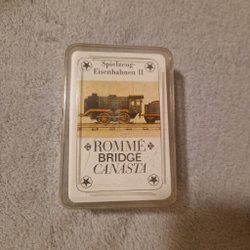 Spielzeug-
Eisenbahnen II
ROMMÉ
BRIDGE
CANASTA